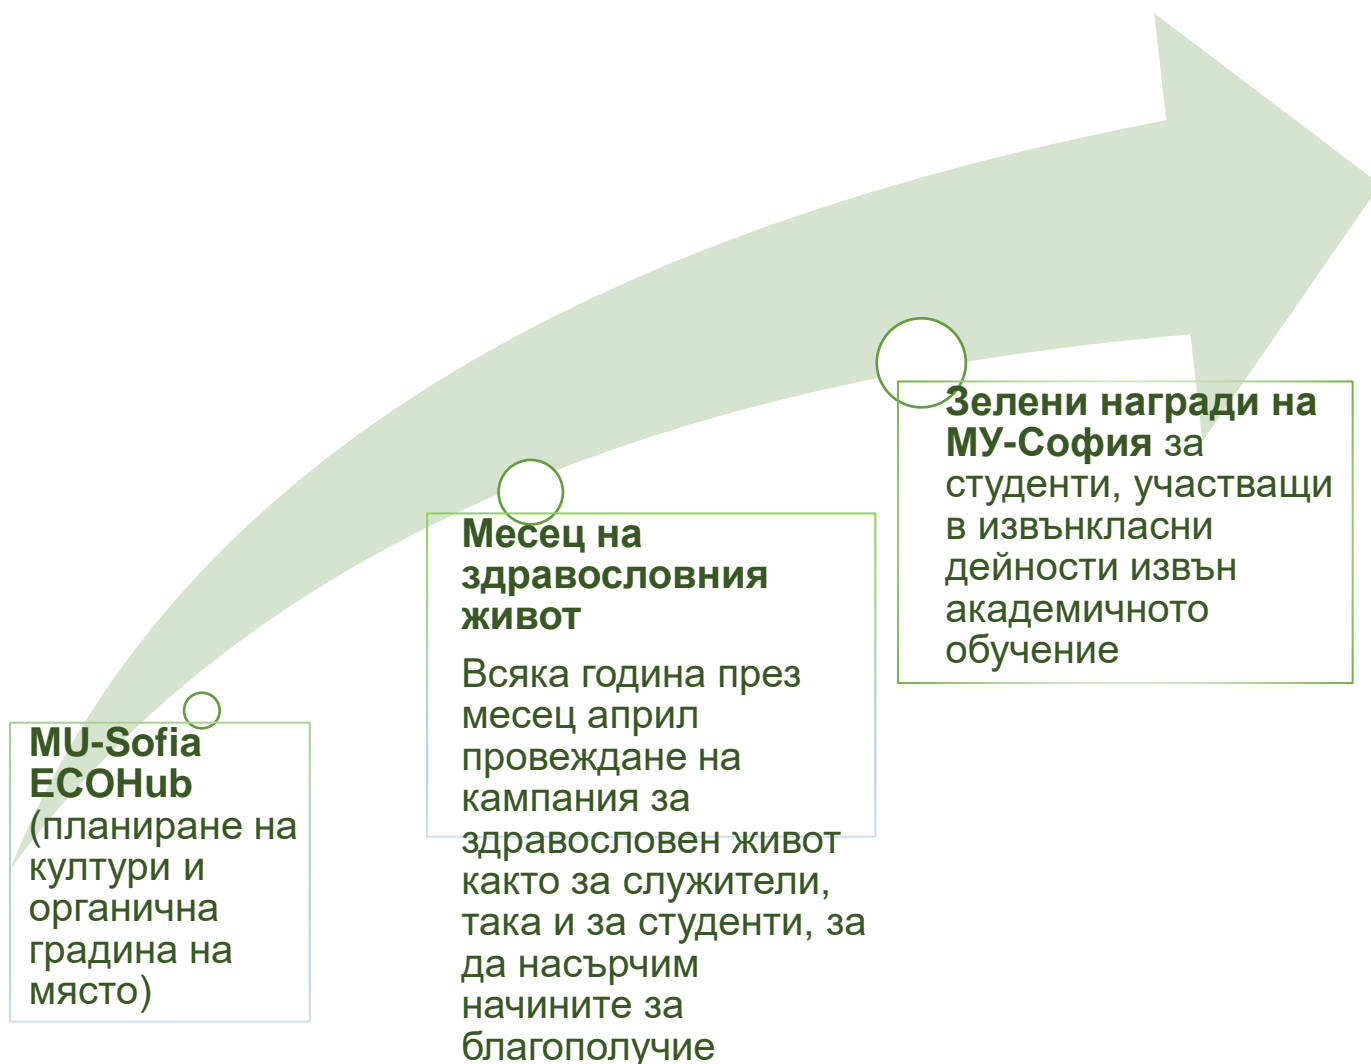 MU-Sofia
ECOHub
(планиране на
култури и
органична
градина на
място)
Месец на
здравословния
живот
Всяка година през
месец април
провеждане на
кампания за
здравословен живот
както за служители,
така и за студенти, за
да насърчим
начините за
благополучие
Зелени награди на
МУ-София за
студенти, участващи
в извънкласни
дейности извън
академичното
обучение